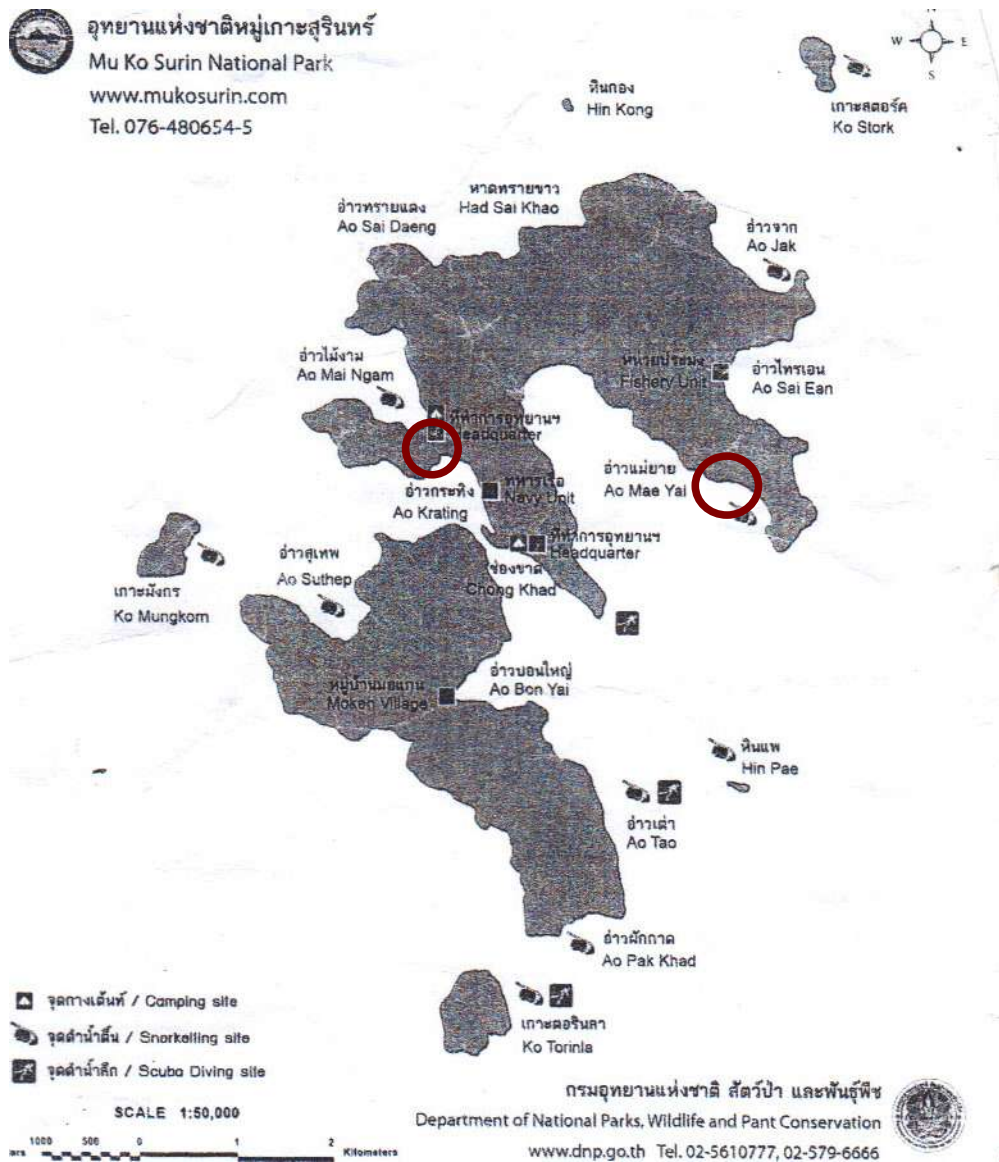 อุทยานแห่งชาติหมู่เกาะสุรินทร์
Mu Ko Surin National Park
www.mukosurin.com
Tel. 076-480654-5
N
W E
S
หินกอง
Hin Kong
เกาะสตอร์ค
Ko Stork
หาดทรายขาว
Had Sai Khao
อ่าวทรายแดง
Ao Sai Daeng
อ่าวจาก
Ao Jak
หน่วยประมง
Fishery Unit
อ่าวไทรเอน
Ao Sai Ean
อ่าวไม้งาม
Ao Mai Ngam
ที่ทำการอุทยานฯ
Headquarter
อ่าวแม่ยาย
Ao Mae Yai
อ่าวกระทิง
Ao Krating
ทหารเรือ
Navy Unit
ที่ทำการอุทยานฯ
Headquarter
ช่องขาด
Chong Khad
อ่าวสุเทพ
Ao Suthep
เกาะมังกร
Ko Mungkorn
อ่าวบอนใหญ่
Ao Bon Yai
หมู่บ้านมอแกน
Moken Village
หินแพ
Hin Pae
อ่าวเต่า
Ao Tao
อ่าวผักกาด
Ao Pak Khad
เกาะตอรินลา
Ko Torinla
จุดกางเต็นท์ / Camping site
จุดดำน้ำตื้น / Snorkelling site
จุดดำน้ำลึก / Scuba Diving site
SCALE 1:50,000
1000 500 0 1 2 Kilometers
กรมอุทยานแห่งชาติ สัตว์ป่า และพันธุ์พืช
Department of National Parks, Wildlife and Pant Conservation
www.dnp.go.th Tel. 02-5610777, 02-579-6666